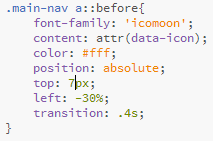 .main-nav a::before{
    font-family: 'icomoon';
    content: attr(data-icon);
    color: #fff;
    position: absolute;
    top: 7px;
    left: -30%;
    transition: .4s;
}